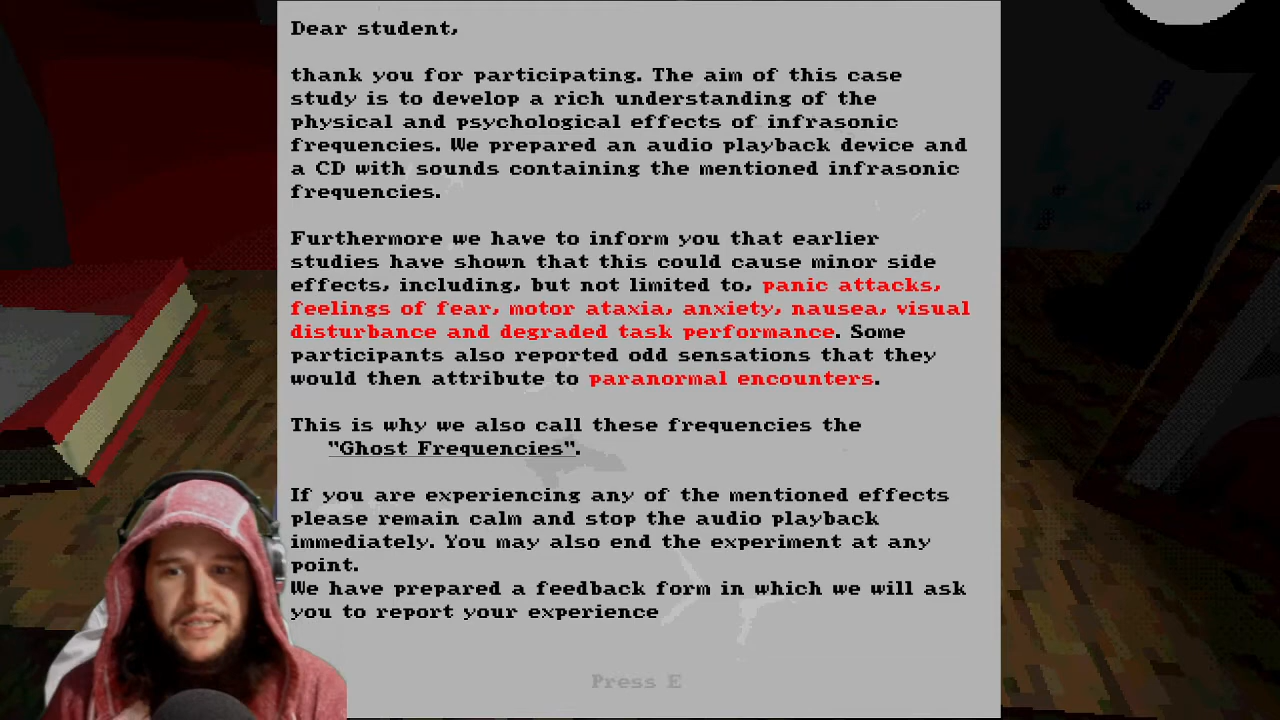 Dear student,
thank you for participating. The aim of this case
study is to develop a rich understanding of the
physical and psychological effects of infrasonic
frequencies. We prepared an audio playback device and
a CD with sounds containing the mentioned infrasonic
frequencies.
Furthermore we have to inform you that earlier
studies have shown that this could cause minor side
effects, including, but not limited to, panic attacks,
feelings of fear, motor ataxia, anxiety, nausea, visual
disturbance and degraded task performance. Some
participants also reported odd sensations that they
would then attribute to paranormal encounters.
This is why we also call these frequencies the
"Ghost Frequencies".
If you are experiencing any of the mentioned effects
please remain calm and stop the audio playback
immediately. You may also end the experiment at any
point.
We have prepared a feedback form in which we will ask
you to report your experience
Press E